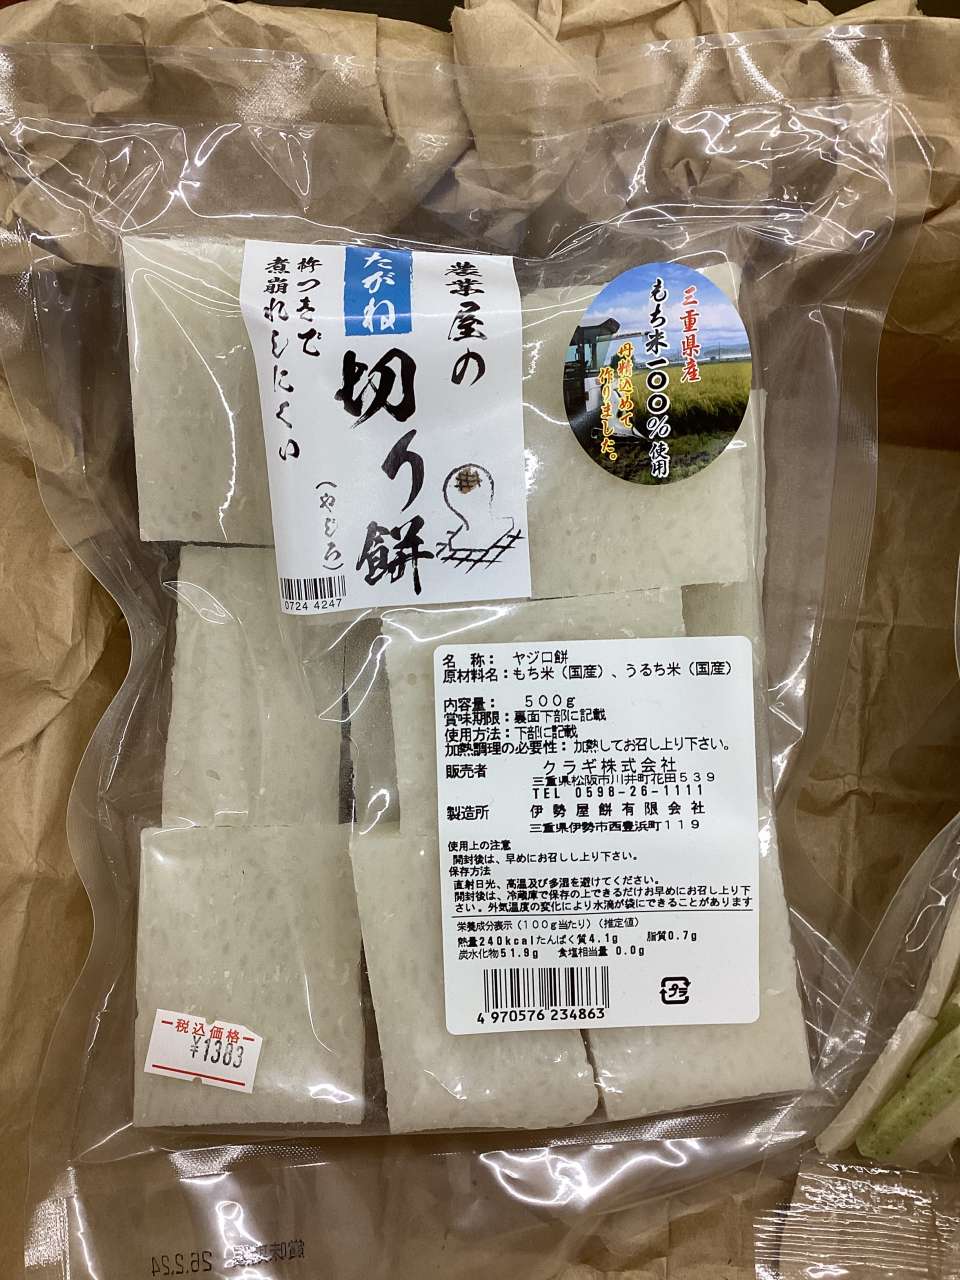 蛬葉屋の
たがね
切り餅
(やじろ)
杵つきで
煮崩れしにくい
0724 4247
三重県産
もち米一〇〇%使用
丹精込めて
作りました。
名 称: ヤジロ餅
原材料名:もち米(国産)、うるち米(国産)
内容量: 500g
賞味期限:裏面下部に記載
使用方法:下部に記載
加熱調理の必要性:加熱してお召し上り下さい。
販売者 クラギ株式会社
三重県松阪市川井町花田539
TEL 0598-26-1111
製造所 伊勢屋餅有限会社
三重県伊勢市西豊浜町119
使用上の注意
開封後は、早めにお召しし上り下さい。
保存方法
直射日光、高温及び多湿を避けてください。
開封後は、冷蔵庫で保存の上できるだけお早めにお召し上り下
さい。外気温度の変化により水滴が袋にできることがあります
栄養成分表示(100g当たり)(推定値)
熱量240kcalたんぱく質4.1g 脂質0.7g
炭水化物51.9g 食塩相当量 0.0g
4 970576 234863
プラ
税込価格
¥1383
賞味期限 26.2.24